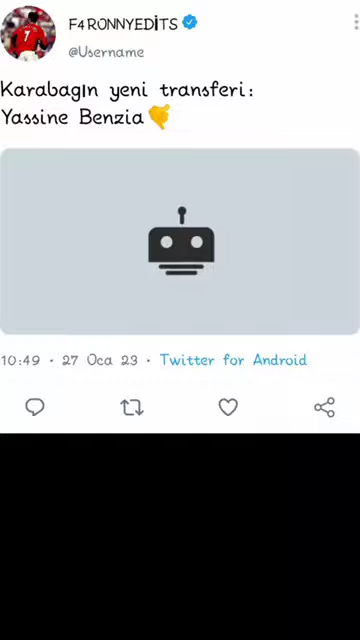 F4RONNYEDİTS
@Username
Karabagın yeni transferi:
Yassine Benzia🤙
10:49 · 27 Oca 23 · Twitter for Android